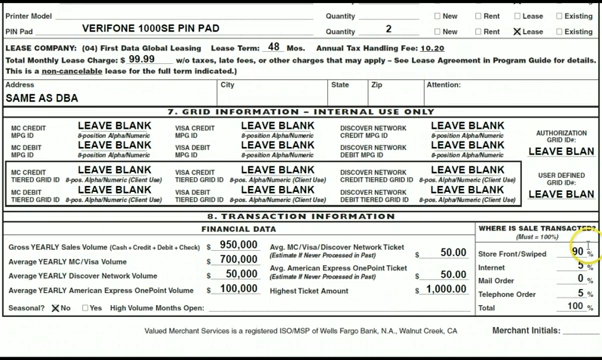 Printer Model Quantity New Rent Lease Existing
PIN Pad VERIFONE 1000SE PIN PAD Quantity 2 New Rent Lease Existing
LEASE COMPANY: (04) First Data Global Leasing Lease Term: 48 Mos. Annual Tax Handling Fee: 10.20
Total Monthly Lease Charge: $ 99.99 w/o taxes, late fees, or other charges that may apply – See Lease Agreement in Program Guide for details.
This is a non-cancelable lease for the full term indicated.)
Address City State Zip Attention:
SAME AS DBA
7. GRID INFORMATION – INTERNAL USE ONLY
MC CREDIT MPG ID LEAVE BLANK 8-position Alpha/Numeric
VISA CREDIT MPG ID LEAVE BLANK 8-position Alpha/Numeric
DISCOVER NETWORK CREDIT MPG ID LEAVE BLANK 8-position Alpha/Numeric
AUTHORIZATION GRID ID#:
LEAVE BLAN
MC DEBIT MPG ID LEAVE BLANK 8-position Alpha/Numeric
VISA DEBIT MPG ID LEAVE BLANK 8-position Alpha/Numeric
DISCOVER NETWORK DEBIT MPG ID LEAVE BLANK 8-position Alpha/Numeric
MC CREDIT TIERED GRID ID LEAVE BLANK 8-pos. Alpha/Numeric (Client Use)
VISA CREDIT TIERED GRID ID LEAVE BLANK 8-pos. Alpha/Numeric (Client Use)
DISCOVER NETWORK CREDIT TIERED GRID ID LEAVE BLANK 8-pos. Alpha/Numeric (Client Use)
USER DEFINED GRID ID#:
LEAVE BLAN
MC DEBIT TIERED GRID ID LEAVE BLANK 8-pos. Alpha/Numeric (Client Use)
VISA DEBIT TIERED GRID ID LEAVE BLANK 8-pos. Alpha/Numeric (Client Use)
DISCOVER NETWORK DEBIT TIERED GRID ID LEAVE BLANK 8-pos. Alpha/Numeric (Client Use)
8. TRANSACTION INFORMATION
FINANCIAL DATA
Gross YEARLY Sales Volume (Cash + Credit + Debit + Check) $ 950,000
Average YEARLY MC/Visa Volume $ 700,000
Average YEARLY Discover Network Volume $ 50,000
Average YEARLY American Express OnePoint Volume $ 100,000
Avg. MC/Visa/Discover Network Ticket
(Estimate If Never Processed in Past) $ 50.00
Avg. American Express OnePoint Ticket
(Estimate If Never Processed in Past) $ 50.00
Highest Ticket Amount $ 1,000.00
Seasonal? No Yes High Volume Months Open:
WHERE IS SALE TRANSACTED?
(Must = 100%)
Store Front/Swiped 90 %
Internet 5 %
Mail Order 0 %
Telephone Order 5 %
Total 100 %
Valued Merchant Services is a registered ISO/MSP of Wells Fargo Bank, N.A., Walnut Creek, CA
Merchant Initials: